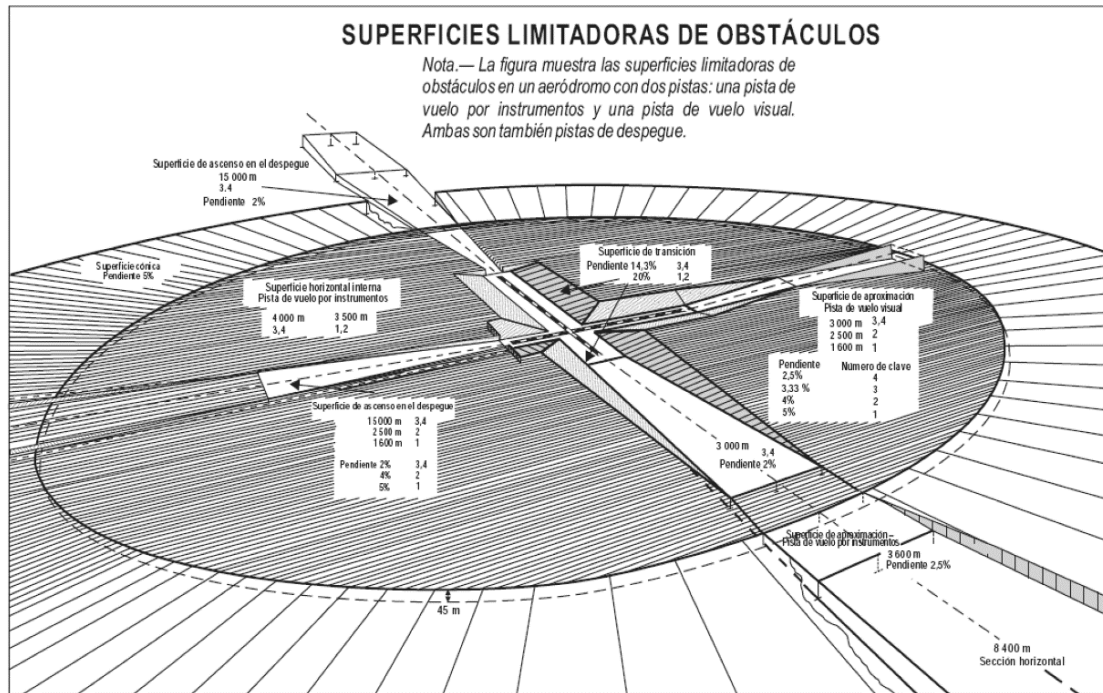 SUPERFICIES LIMITADORAS DE OBSTÁCULOS
Nota.— La figura muestra las superficies limitadoras de
obstáculos en un aeródromo con dos pistas: una pista de
vuelo por instrumentos y una pista de vuelo visual.
Ambas son también pistas de despegue.
Superficie de ascenso en el despegue
15 000 m
3.4
Pendiente 2%
Superficie cónica
Pendiente 5%
Superficie horizontal interna
Pista de vuelo por instrumentos
4 000 m 3 500 m
3,4 1,2
Superficie de transición
Pendiente 14,3% 3,4
20% 1,2
Superficie de aproximación
Pista de vuelo visual
3 000 m 3,4
2 500 m 2
1 600 m 1
Pendiente Número de clave
2,5% 4
3,33 % 3
4% 2
5% 1
Superficie de ascenso en el despegue
15000 m 3,4
2 500 m 2
1 600 m 1
Pendiente 2% 3,4
4% 2
5% 1
3 000 m
3,4
Pendiente 2%
Superficie de aproximación –
Pista de vuelo por instrumentos
3 600 m
Pendiente 2,5%
45 m
8 400 m
Sección horizontal